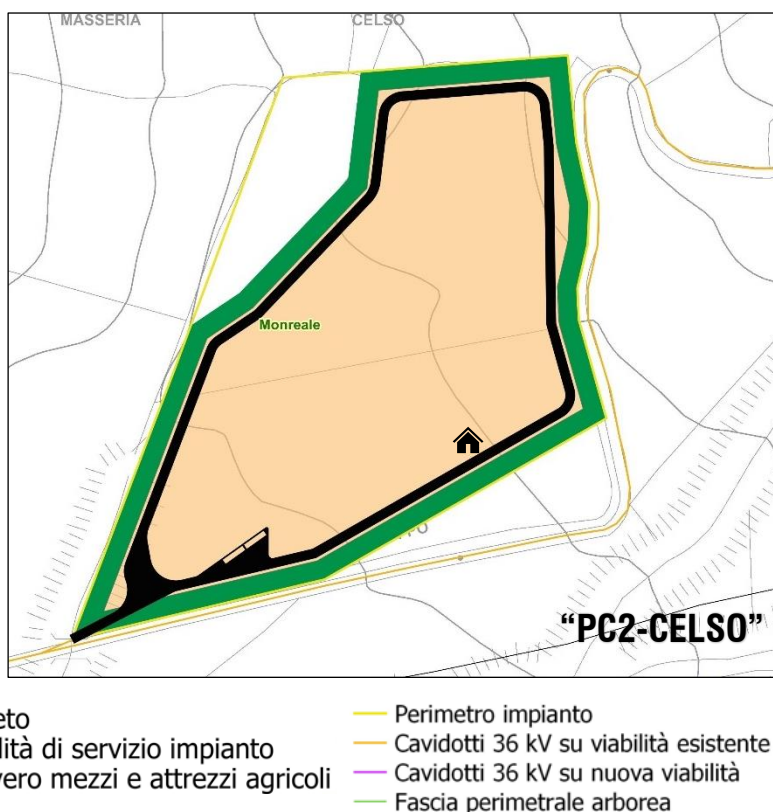 MASSERIA CELSO
Monreale
“PC2-CELSO”
eto
lità di servizio impianto
vero mezzi e attrezzi agricoli
Perimetro impianto
Cavidotti 36 kV su viabilità esistente
Cavidotti 36 kV su nuova viabilità
Fascia perimetrale arborea